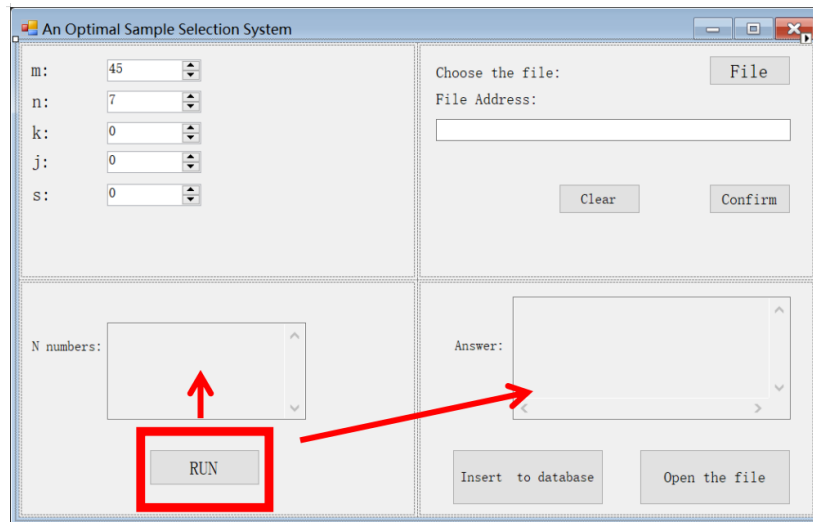 An Optimal Sample Selection System
m: 45
n: 7
k: 0
j: 0
s: 0
Choose the file: File
File Address:
Clear Confirm
N numbers:
RUN
Answer:
Insert to database Open the file